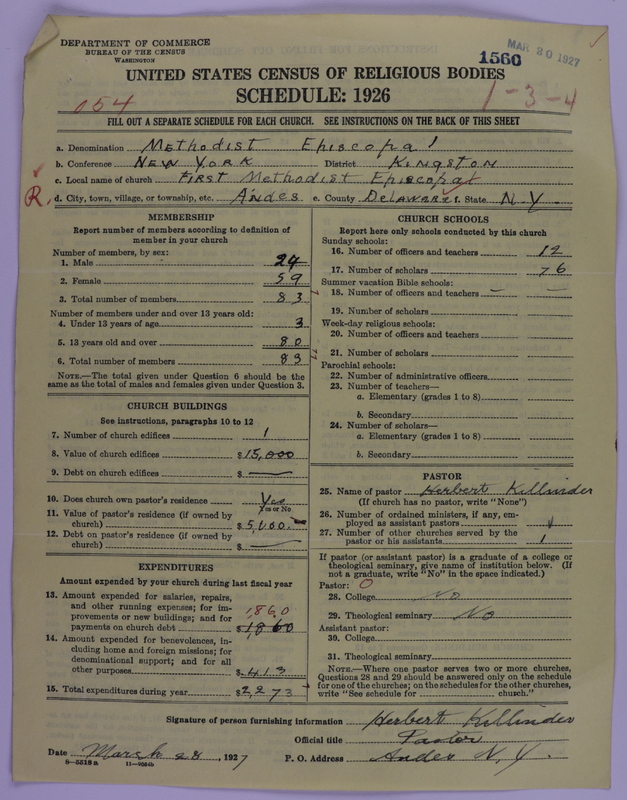 DEPARTMENT OF COMMERCE
BUREAU OF THE CENSUS
WASHINGTON
1560
MAR 30 1927
UNITED STATES CENSUS OF RELIGIOUS BODIES
SCHEDULE: 1926
054
1-3-4
FILL OUT A SEPARATE SCHEDULE FOR EACH CHURCH. SEE INSTRUCTIONS ON THE BACK OF THIS SHEET
a. Denomination Methodist Episcopal
b. Conference New York District Kingston
c. Local name of church First Methodist Episcopal
R.
d. City, town, village, or township, etc. Andes e. County Delaware f. State N.Y.
MEMBERSHIP
Report number of members according to definition of
member in your church
Number of members, by sex:
1. Male 24
2. Female 59
3. Total number of members 83
Number of members under and over 13 years old:
4. Under 13 years of age 3
5. 13 years old and over 80
6. Total number of members 83
NOTE.—The total given under Question 6 should be the
same as the total of males and females given under Question 3.
CHURCH BUILDINGS
See instructions, paragraphs 10 to 12
7. Number of church edifices 1
8. Value of church edifices $15,000
9. Debt on church edifices $ —
10. Does church own pastor's residence Yes
Yes or No
11. Value of pastor's residence (if owned by
church) $5,000.
12. Debt on pastor's residence (if owned by
church) $ —
EXPENDITURES
Amount expended by your church during last fiscal year
13. Amount expended for salaries, repairs,
and other running expenses; for im-
provements or new buildings; and for
payments on church debt 1,860 $1860
14. Amount expended for benevolences, in-
cluding home and foreign missions; for
denominational support; and for all
other purposes $413
15. Total expenditures during year $2,273
CHURCH SCHOOLS
Report here only schools conducted by this church
Sunday schools:
16. Number of officers and teachers 12
17. Number of scholars 76
Summer vacation Bible schools:
18. Number of officers and teachers — —
19. Number of scholars
Week-day religious schools:
20. Number of officers and teachers
21. Number of scholars
Parochial schools:
22. Number of administrative officers
23. Number of teachers—
a. Elementary (grades 1 to 8)
b. Secondary
24. Number of scholars—
a. Elementary (grades 1 to 8)
b. Secondary
PASTOR
25. Name of pastor Herbert Killinder
(If church has no pastor, write "None")
26. Number of ordained ministers, if any, em-
ployed as assistant pastors
27. Number of other churches served by the
pastor or his assistants 1
If pastor (or assistant pastor) is a graduate of a college or
theological seminary, give name of institution below. (If
not a graduate, write "No" in the space indicated.)
Pastor: 0
28. College No
29. Theological seminary No
Assistant pastor:
30. College
31. Theological seminary
NOTE.—Where one pastor serves two or more churches,
Questions 28 and 29 should be answered only on the schedule
for one of the churches; on the schedules for the other churches,
write "See schedule for church."
Signature of person furnishing information Herbert Killinder
Official title Pastor
Date March 28, 1927 P. O. Address Andes N.Y.
8-5518 a 11-9554b